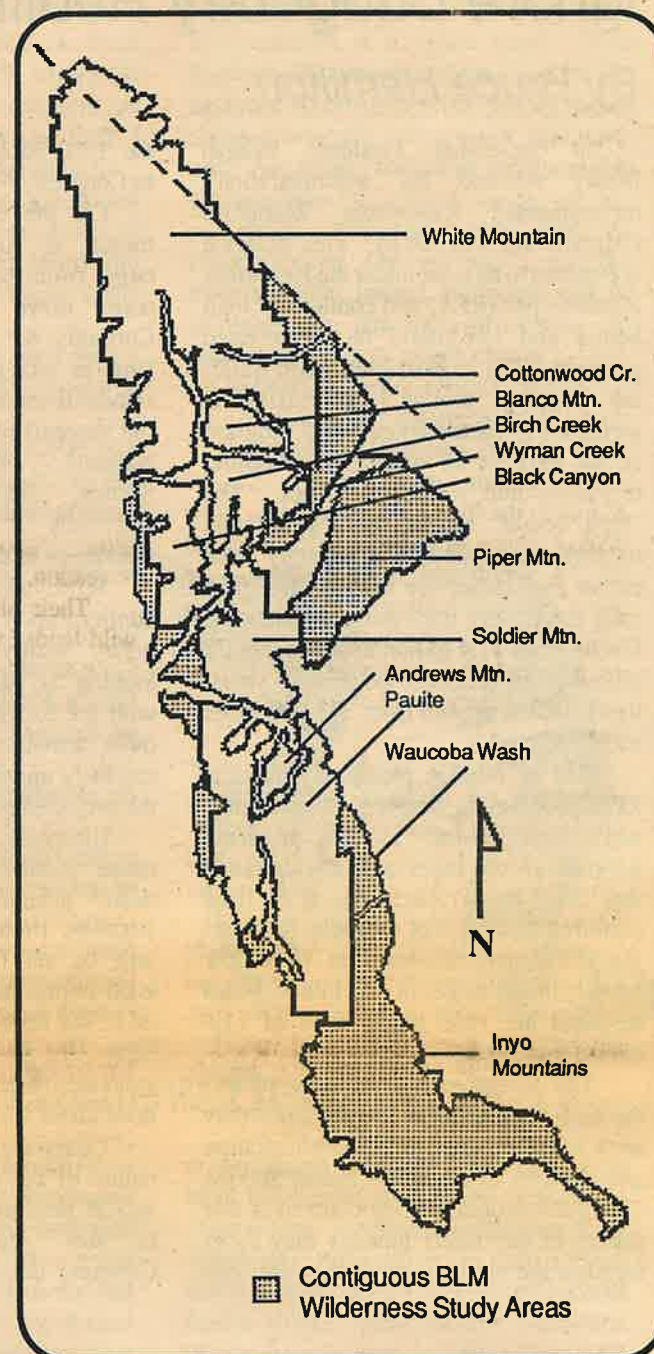 White Mountain
Cottonwood Cr.
Blanco Mtn.
Birch Creek
Wyman Creek
Black Canyon
Piper Mtn.
Soldier Mtn.
Andrews Mtn.
Pauite
Waucoba Wash
N
Inyo
Mountains
Contiguous BLM
Wilderness Study Areas